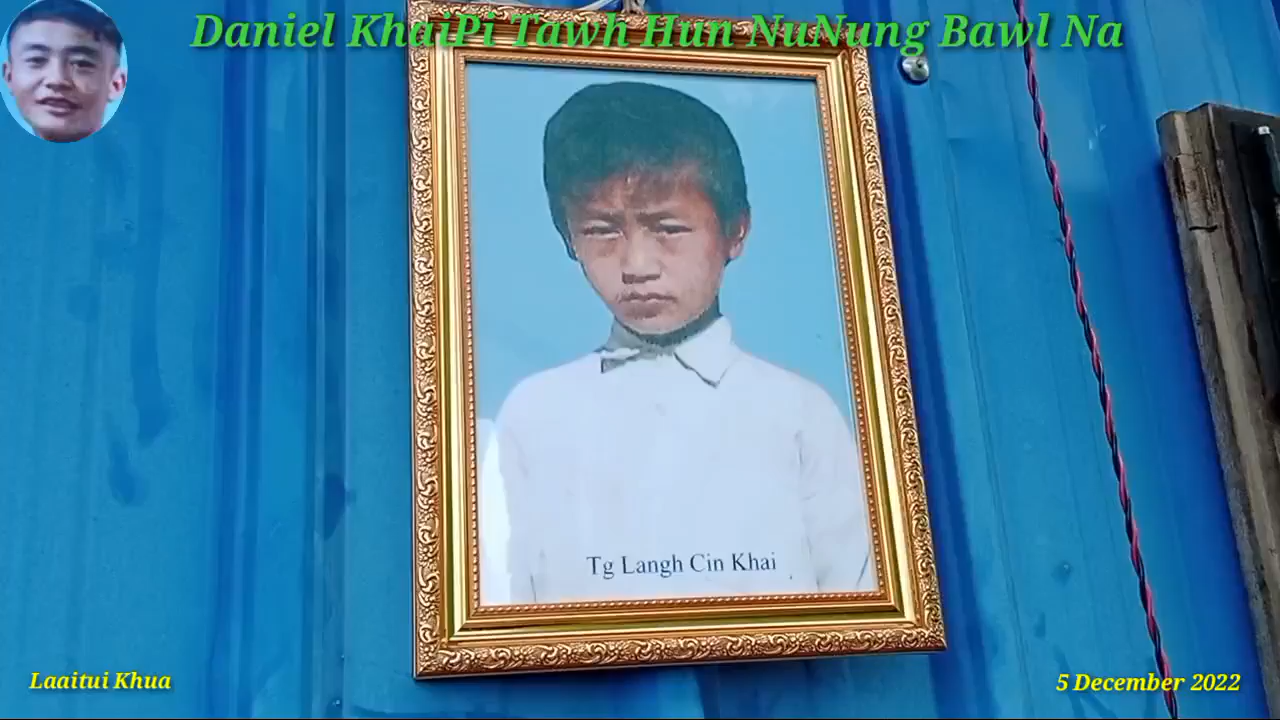 Daniel KhaiPi Tawh Hun NuNung Bawl Na
Tg Langh Cin Khai
Laaitui Khua
5 December 2022